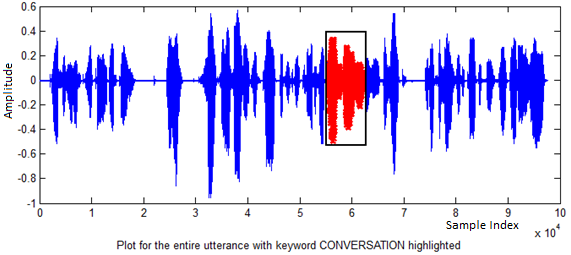 0.6
0.4
0.2
0
-0.2
-0.4
-0.6
-0.8
-1
Amplitude
0 1 2 3 4 5 6 7 8 9 10
Sample Index
x 10^4
Plot for the entire utterance with keyword CONVERSATION highlighted